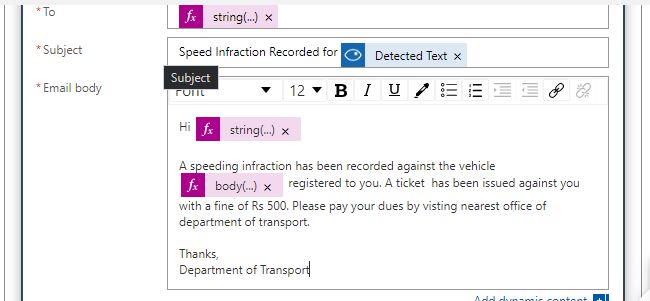 * To fx string(...) ×
* Subject Speed Infraction Recorded for Detected Text ×
Subject
* Email body Font 12 B I U
Hi fx string(...) ×
A speeding infraction has been recorded against the vehicle
fx body(...) × registered to you. A ticket has been issued against you
with a fine of Rs 500. Please pay your dues by visting nearest office of
department of transport.
Thanks,
Department of Transport
Add dynamic content